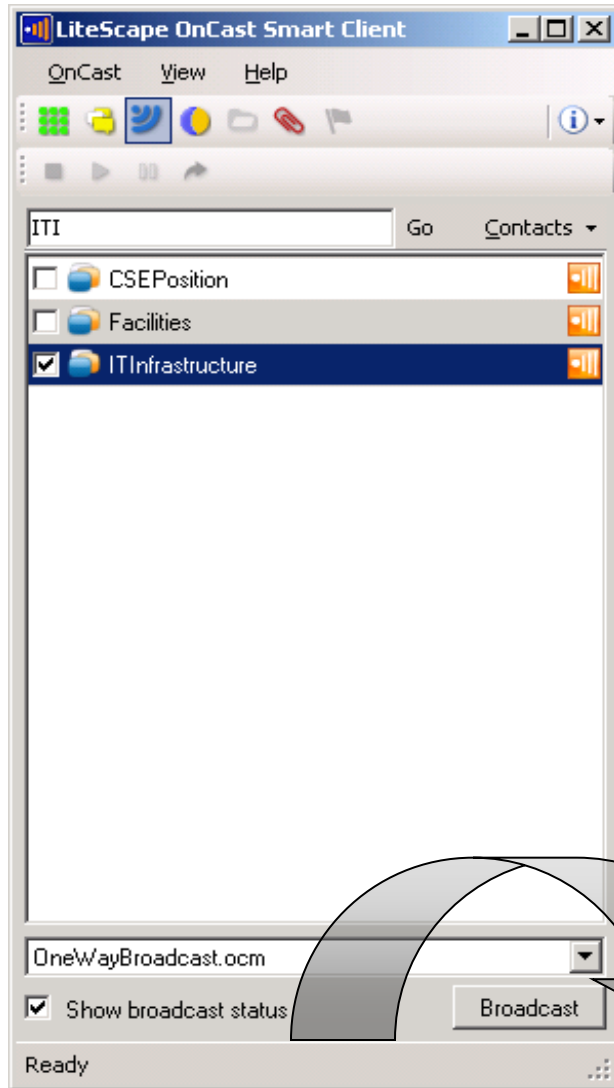 LiteScape OnCast Smart Client
OnCast View Help
ITI Go Contacts
CSEPosition
Facilities
ITInfrastructure
OneWayBroadcast.ocm
Show broadcast status Broadcast
Ready